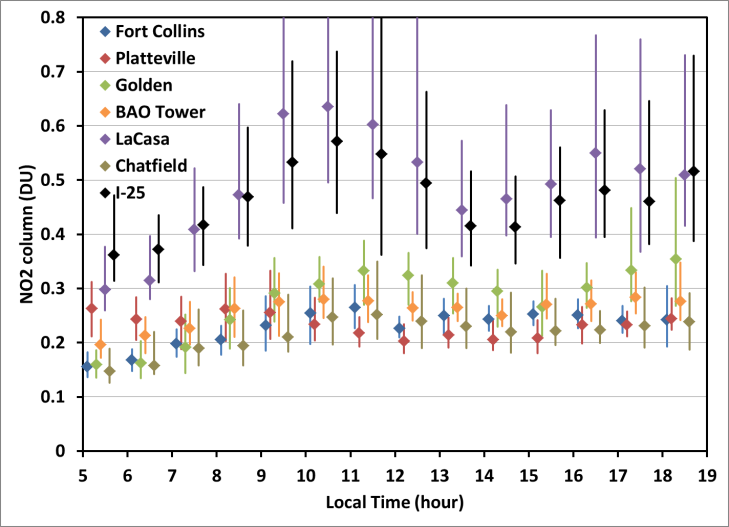 0.8
0.7
0.6
0.5
0.4
0.3
0.2
0.1
0
NO2 column (DU)
Fort Collins
Platteville
Golden
BAO Tower
LaCasa
Chatfield
I-25
5 6 7 8 9 10 11 12 13 14 15 16 17 18 19
Local Time (hour)